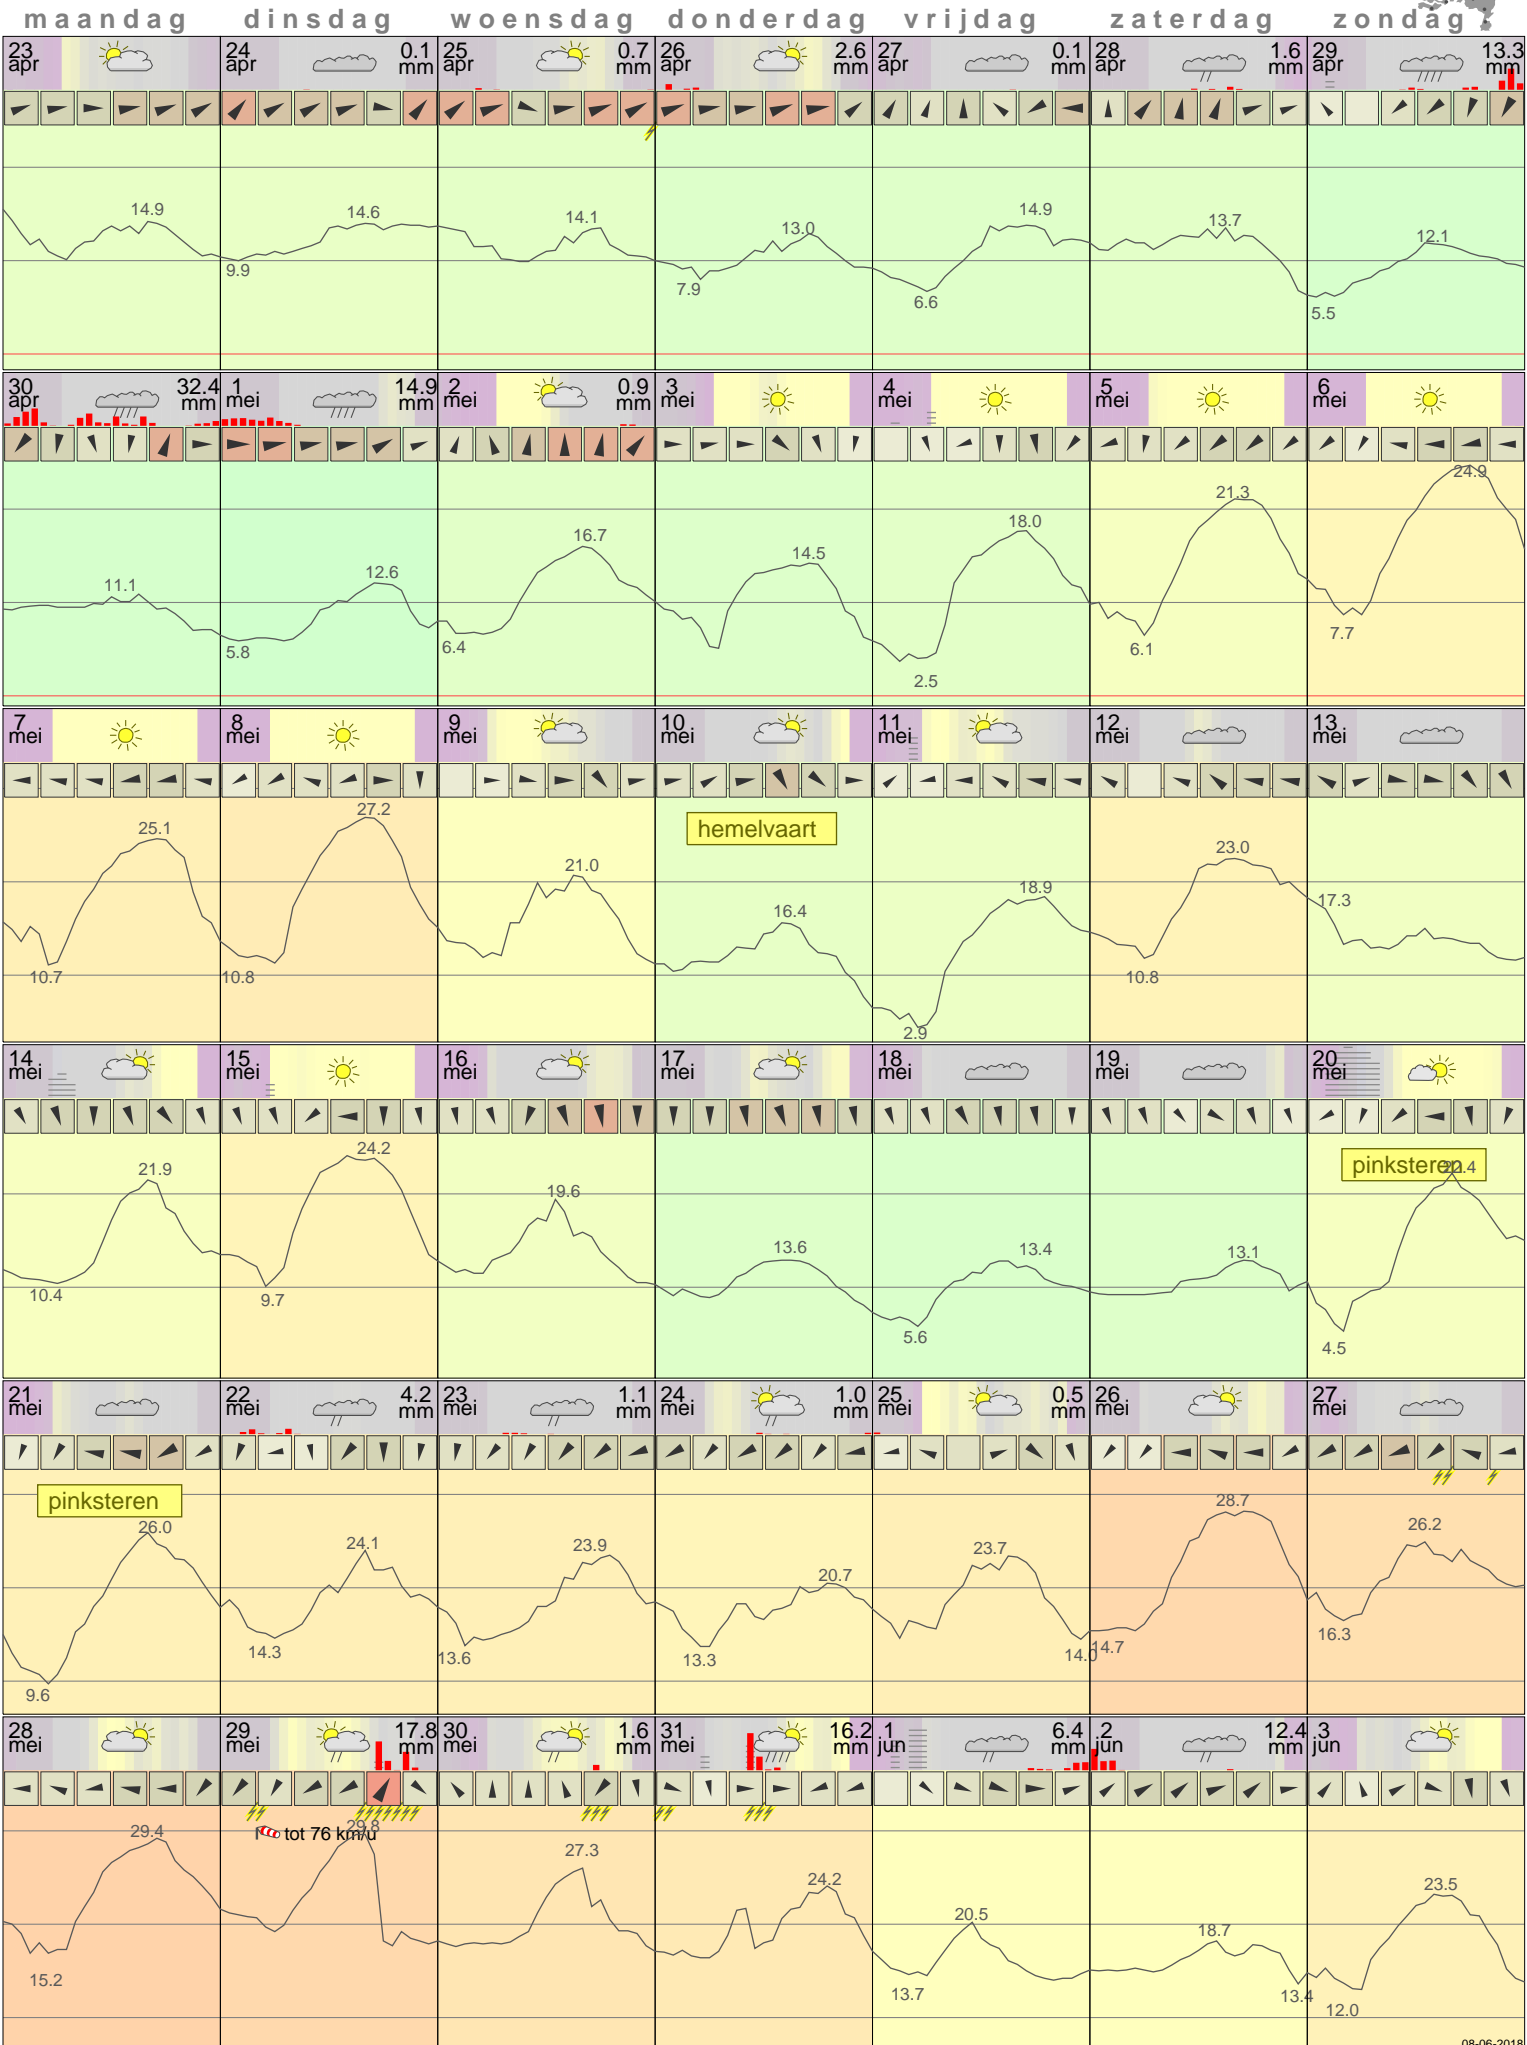 maandag dinsdag woensdag donderdag vrijdag zaterdag zondag
23 24 0.1 25 0.7 26 2.6 27 0.1 28 1.6 29 13.3
apr apr mm apr mm apr mm apr mm apr mm apr mm
14.9 14.6 14.1 13.0 14.9 13.7 12.1
9.9 7.9 6.6 5.5
30 32.4 1 14.9 2 0.9 3 4 5 6
apr mm mei mm mei mm mei mei mei mei
11.1 12.6 16.7 14.5 18.0 21.3 24.9
5.8 6.4 2.5 6.1 7.7
7 8 9 10 11 12 13
mei mei mei mei mei mei mei
hemelvaart
25.1 27.2 21.0 16.4 18.9 23.0 17.3
10.7 10.8 2.9 10.8
14 15 16 17 18 19 20
mei mei mei mei mei mei mei
pinksteren
21.9 24.2 19.6 13.6 13.4 13.1 22.4
10.4 9.7 5.6 4.5
21 22 4.2 23 1.1 24 1.0 25 0.5 26 27
mei mei mm mei mm mei mm mei mm mei mei
pinksteren
26.0 24.1 23.9 20.7 23.7 28.7 26.2
9.6 14.3 13.6 13.3 14.0 14.7 16.3
28 29 17.8 30 1.6 31 16.2 1 6.4 2 12.4 3
mei mei mm mei mm mei mm jun mm jun mm jun
tot 76 km/u
29.4 29.8 27.3 24.2 20.5 18.7 23.5
15.2 13.7 13.4 12.0
08-06-2018